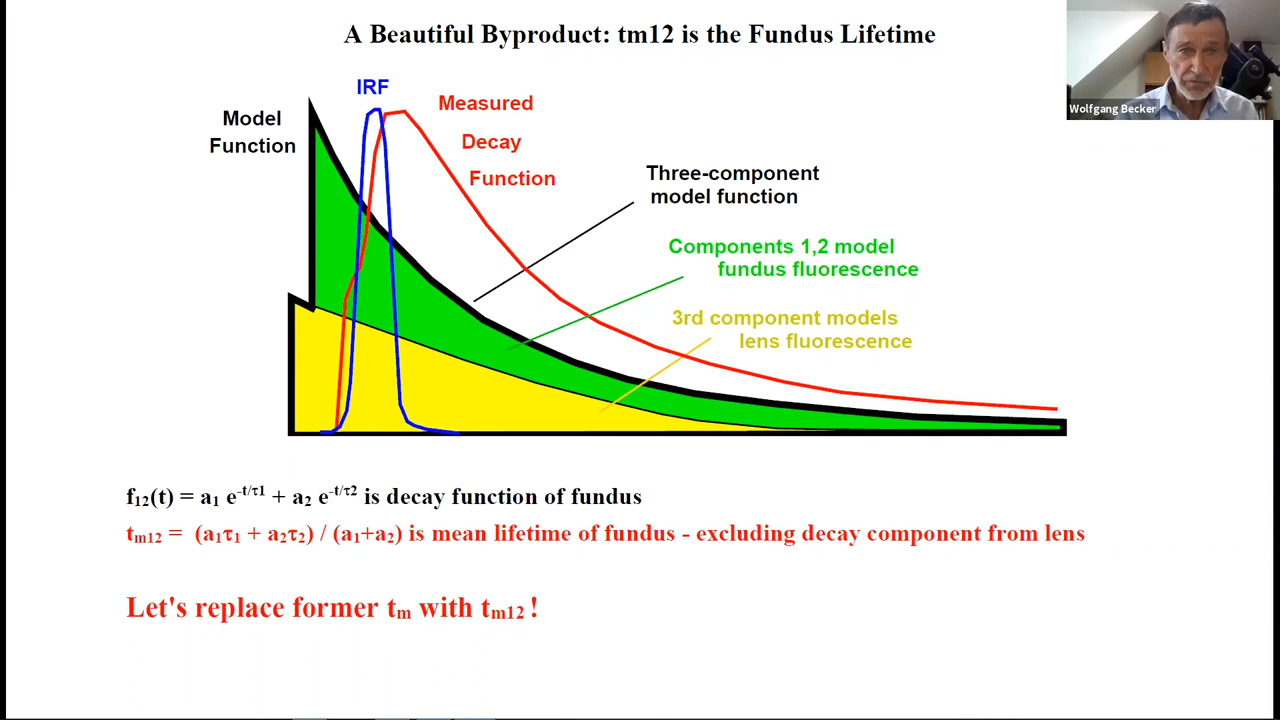 A Beautiful Byproduct: tm12 is the Fundus Lifetime
Wolfgang Becker
IRF
Measured
Decay
Function
Model
Function
Three-component
model function
Components 1,2 model
fundus fluorescence
3rd component models
lens fluorescence
f₁₂(t) = a₁ e^-t/τ1 + a₂ e^-t/τ2 is decay function of fundus
tₘ₁₂ = (a₁τ₁ + a₂τ₂) / (a₁+a₂) is mean lifetime of fundus - excluding decay component from lens
Let's replace former tₘ with tₘ₁₂ !